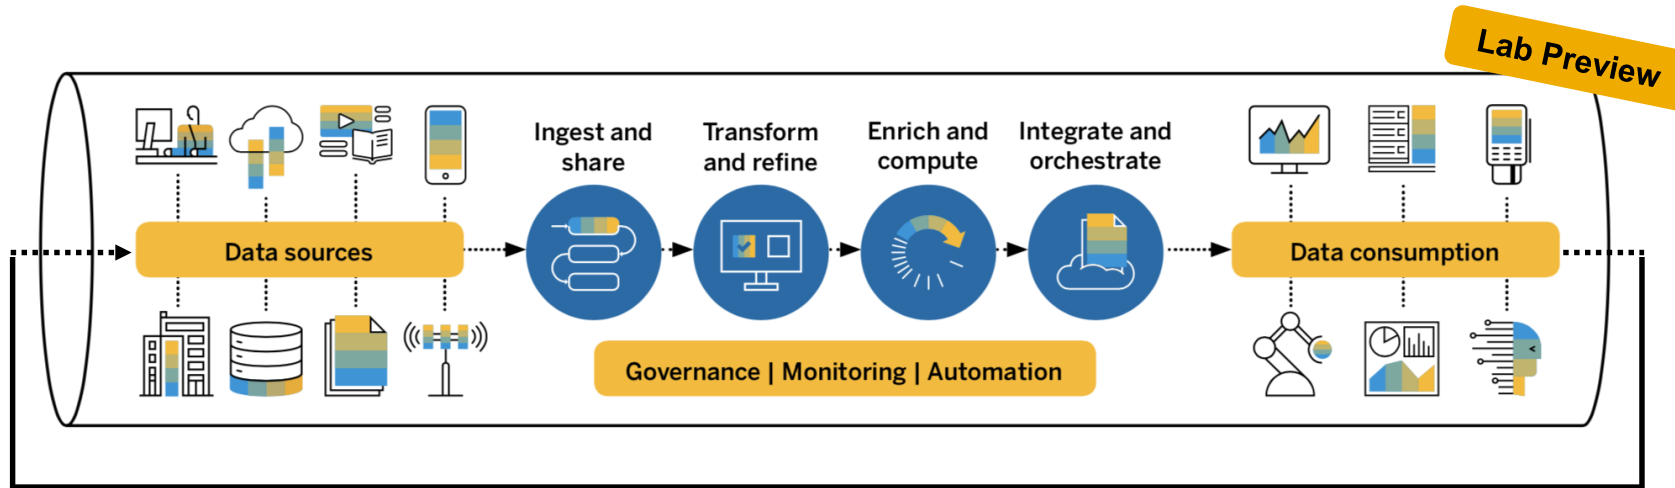 Lab Preview
Ingest and
share
Transform
and refine
Enrich and
compute
Integrate and
orchestrate
Data sources
Data consumption
Governance | Monitoring | Automation